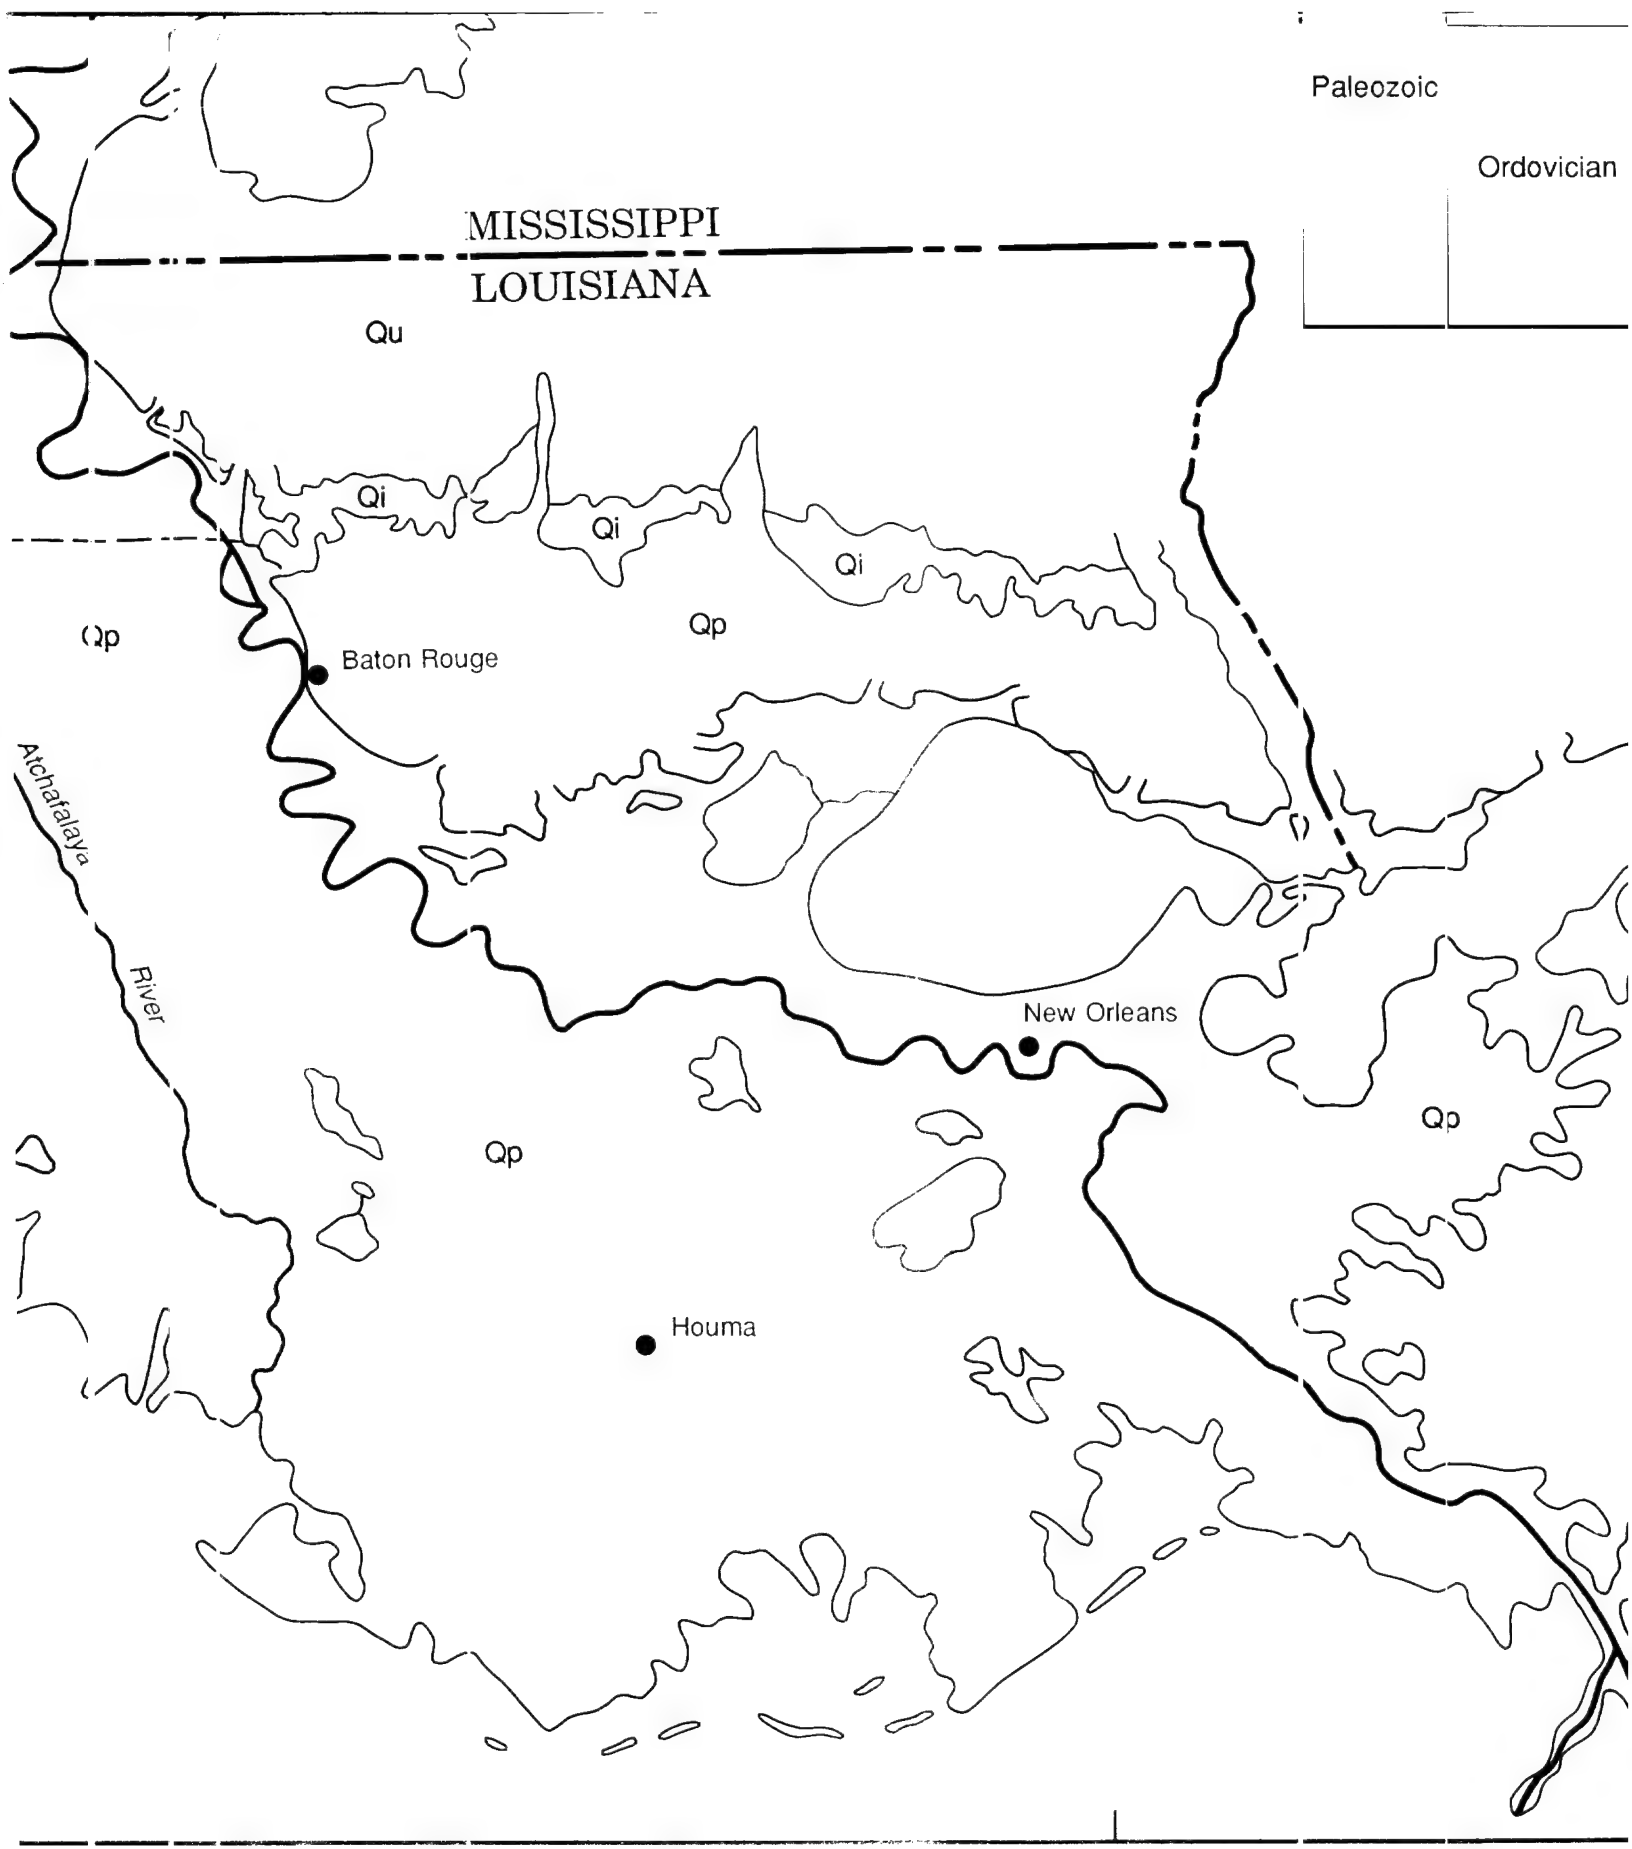 Paleozoic
Ordovician
MISSISSIPPI
LOUISIANA
Qu
Qi
Qi
Qi
Qp
Qp
Baton Rouge
Atchafalaya
River
New Orleans
Qp
Qp
Houma